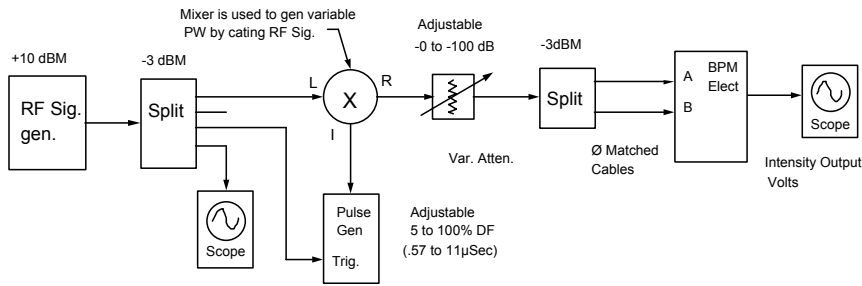 Mixer is used to gen variable
PW by cating RF Sig.
+10 dBM
RF Sig.
gen.
-3 dBM
Split
L
X
R
I
Adjustable
-0 to -100 dB
Var. Atten.
-3dBM
Split
Ø Matched
Cables
A
B
BPM
Elect
Scope
Intensity Output
Volts
Scope
Pulse
Gen
Trig.
Adjustable
5 to 100% DF
(.57 to 11µSec)